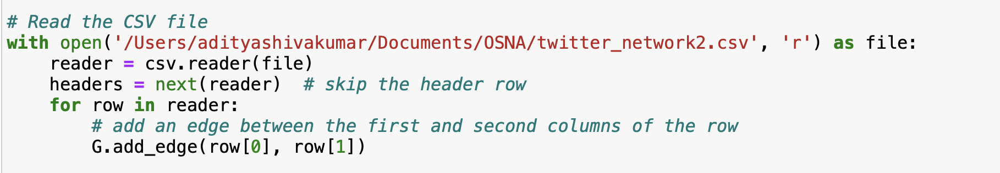 # Read the CSV file
with open('/Users/adityashivakumar/Documents/OSNA/twitter_network2.csv', 'r') as file:
    reader = csv.reader(file)
    headers = next(reader)  # skip the header row
    for row in reader:
        # add an edge between the first and second columns of the row
        G.add_edge(row[0], row[1])